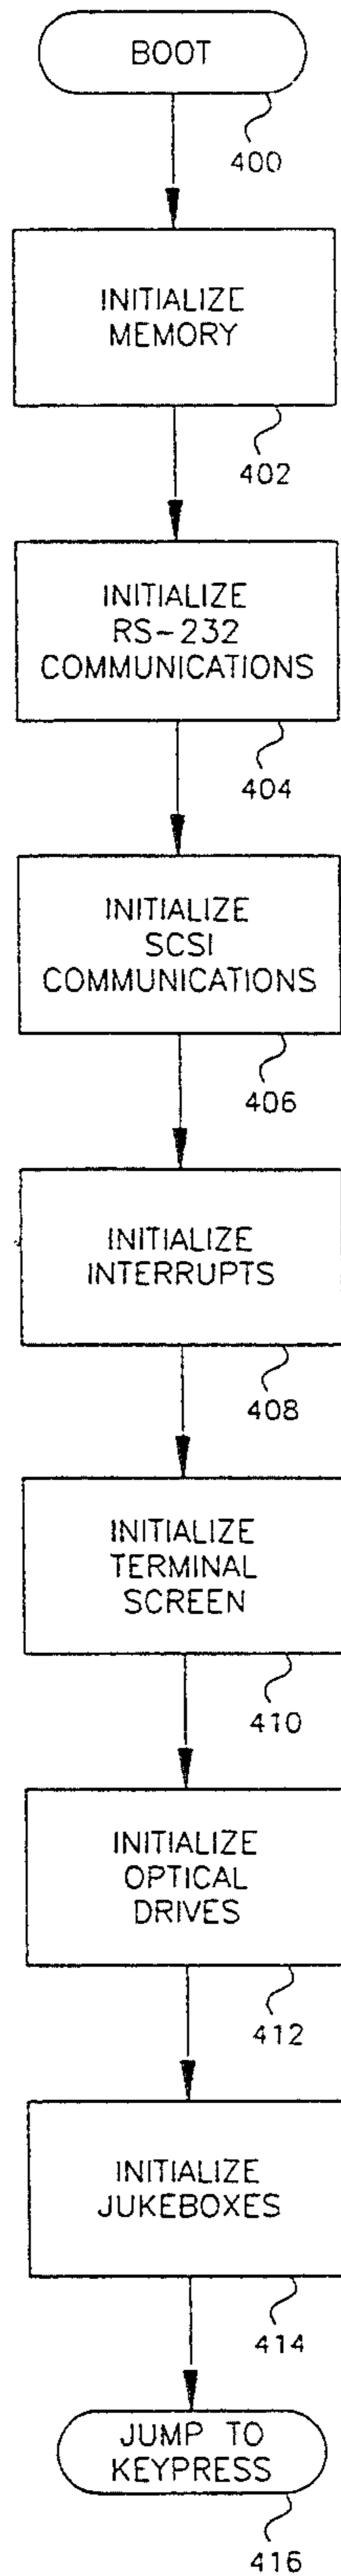 BOOT
400
INITIALIZE
MEMORY
402
INITIALIZE
RS-232
COMMUNICATIONS
404
INITIALIZE
SCSI
COMMUNICATIONS
406
INITIALIZE
INTERRUPTS
408
INITIALIZE
TERMINAL
SCREEN
410
INITIALIZE
OPTICAL
DRIVES
412
INITIALIZE
JUKEBOXES
414
JUMP TO
KEYPRESS
416